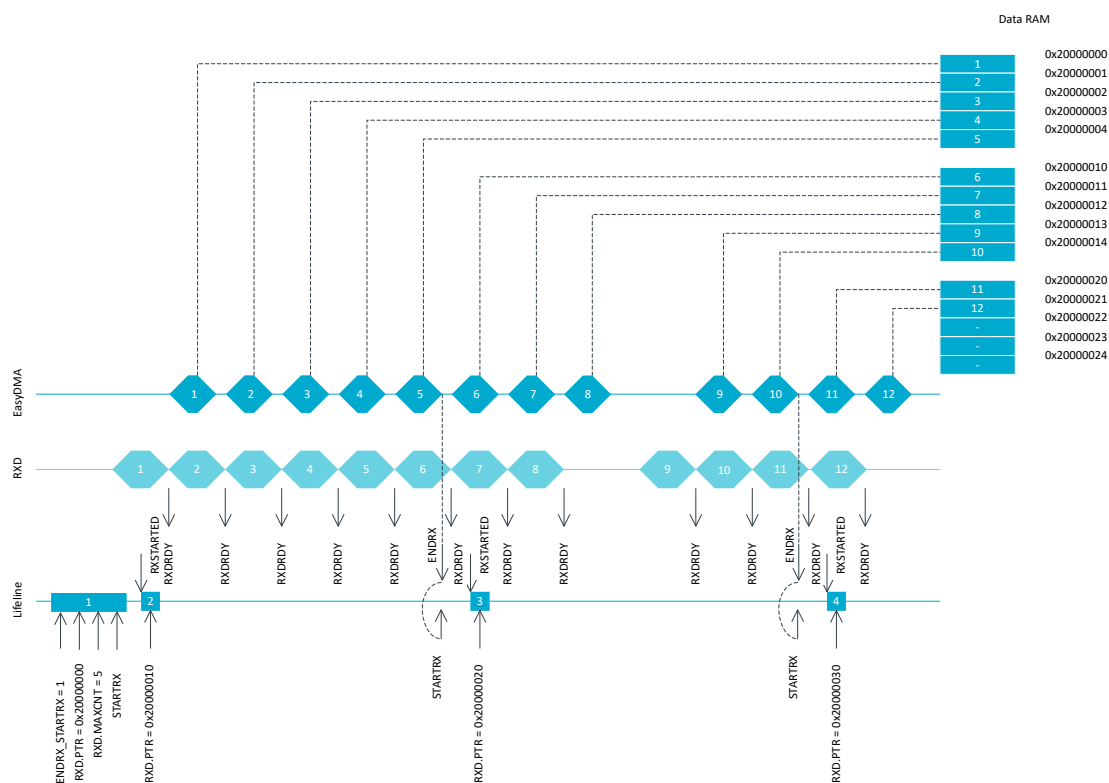 Data RAM
1 0x20000000
2 0x20000001
3 0x20000002
4 0x20000003
5 0x20000004
6 0x20000010
7 0x20000011
8 0x20000012
9 0x20000013
10 0x20000014
11 0x20000020
12 0x20000021
- 0x20000022
- 0x20000023
- 0x20000024
EasyDMA
1 2 3 4 5 6 7 8 9 10 11 12
RXD
1 2 3 4 5 6 7 8 9 10 11 12
RXSTARTED
RXDRDY
RXDRDY
RXDRDY
RXDRDY
RXDRDY
ENDRX
RXDRDY
RXSTARTED
RXDRDY
RXDRDY
RXDRDY
RXDRDY
ENDRX
RXDRDY
RXSTARTED
RXDRDY
Lifeline
1 2 3 4
ENDRX_STARTRX = 1
RXD.PTR = 0x20000000
RXD.MAXCNT = 5
STARTRX
RXD.PTR = 0x20000010
STARTRX
RXD.PTR = 0x20000020
STARTRX
RXD.PTR = 0x20000030